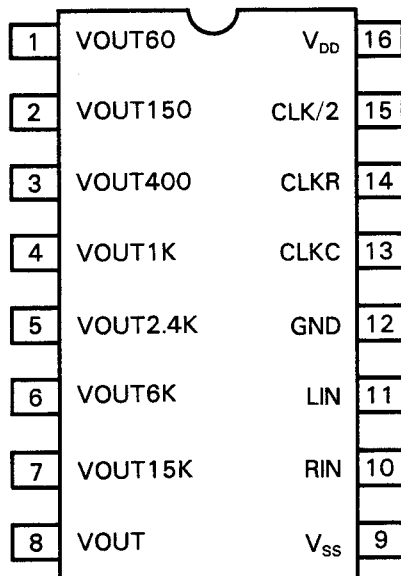 1 VOUT60 V_DD 16
2 VOUT150 CLK/2 15
3 VOUT400 CLKR 14
4 VOUT1K CLKC 13
5 VOUT2.4K GND 12
6 VOUT6K LIN 11
7 VOUT15K RIN 10
8 VOUT V_SS 9